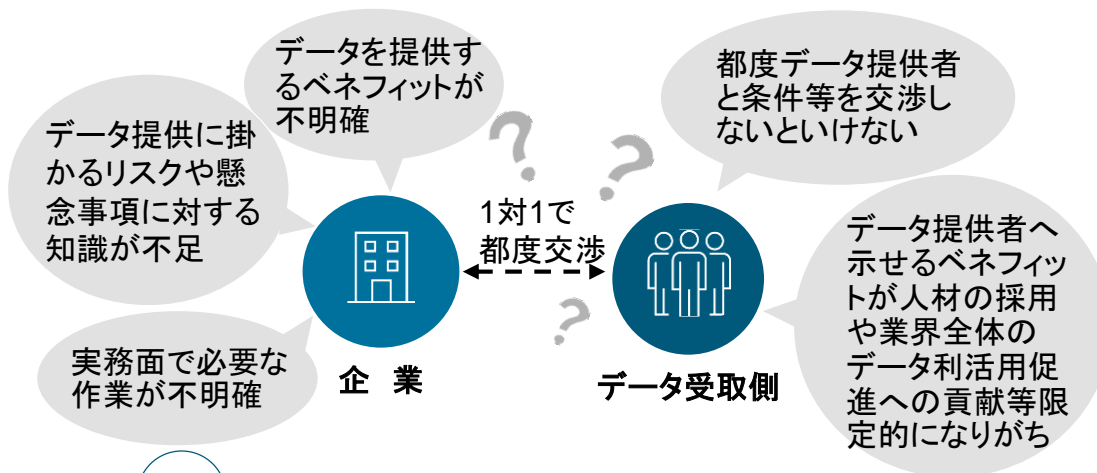 データを提供す
るベネフィットが
不明確
データ提供に掛
かるリスクや懸
念事項に対する
知識が不足
実務面で必要な
作業が不明確
企 業
?
?
?
1対1で
都度交渉
都度データ提供者
と条件等を交渉し
ないといけない
データ提供者へ
示せるベネフィッ
トが人材の採用
や業界全体の
データ利活用促
進への貢献等限
定的になりがち
データ受取側